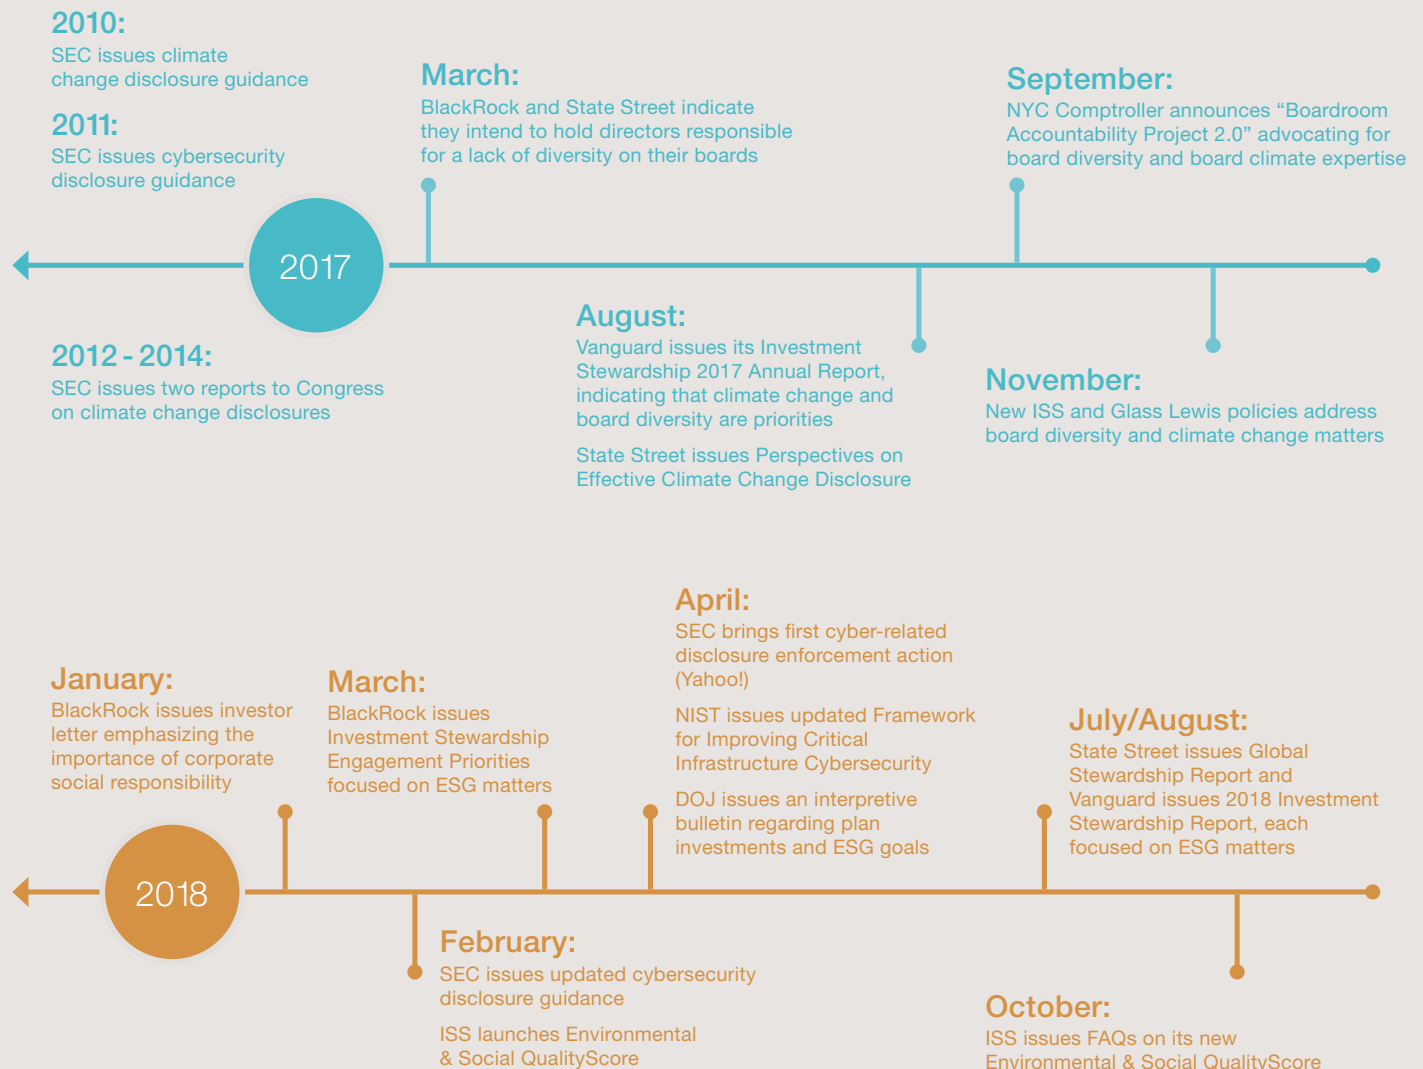 2010:
SEC issues climate
change disclosure guidance
2011:
SEC issues cybersecurity
disclosure guidance
2017
2012 - 2014:
SEC issues two reports to Congress
on climate change disclosures
March:
BlackRock and State Street indicate
they intend to hold directors responsible
for a lack of diversity on their boards
August:
Vanguard issues its Investment
Stewardship 2017 Annual Report,
indicating that climate change and
board diversity are priorities
State Street issues Perspectives on
Effective Climate Change Disclosure
September:
NYC Comptroller announces “Boardroom
Accountability Project 2.0” advocating for
board diversity and board climate expertise
November:
New ISS and Glass Lewis policies address
board diversity and climate change matters
2018
January:
BlackRock issues investor
letter emphasizing the
importance of corporate
social responsibility
February:
SEC issues updated cybersecurity
disclosure guidance
ISS launches Environmental
& Social QualityScore
March:
BlackRock issues
Investment Stewardship
Engagement Priorities
focused on ESG matters
April:
SEC brings first cyber-related
disclosure enforcement action
(Yahoo!)
NIST issues updated Framework
for Improving Critical
Infrastructure Cybersecurity
DOJ issues an interpretive
bulletin regarding plan
investments and ESG goals
July/August:
State Street issues Global
Stewardship Report and
Vanguard issues 2018 Investment
Stewardship Report, each
focused on ESG matters
October:
ISS issues FAQs on its new
Environmental & Social QualityScore